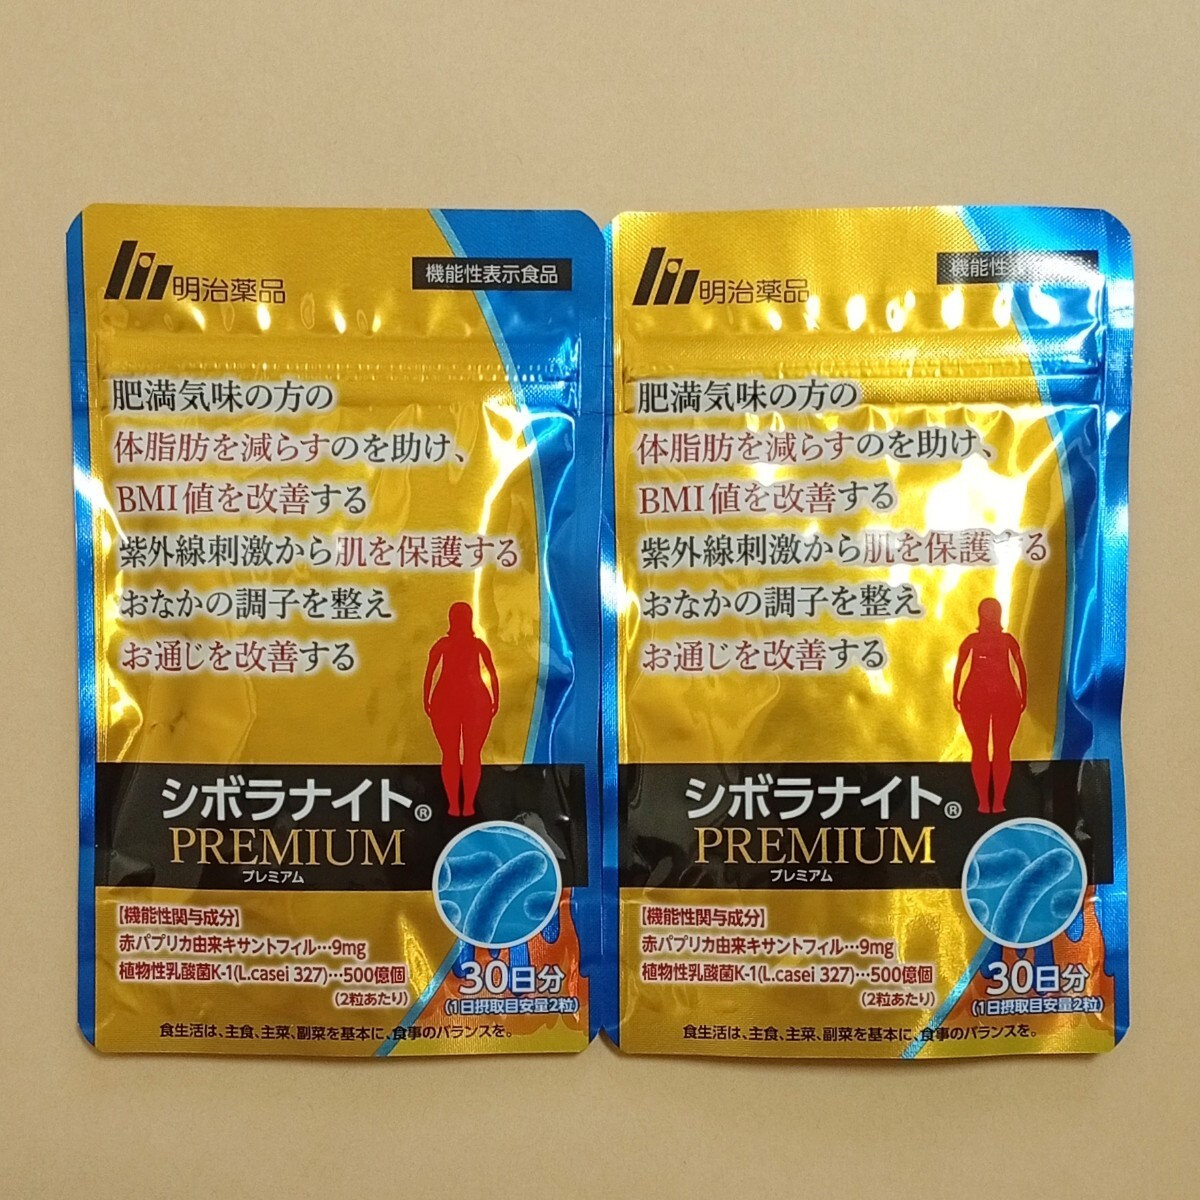 明治薬品
機能性表示食品
肥満気味の方の
体脂肪を減らすのを助け、
BMI値を改善する
紫外線刺激から肌を保護する
おなかの調子を整え
お通じを改善する
シボラナイト®
PREMIUM
プレミアム
【機能性関与成分】
赤パプリカ由来キサントフィル…9mg
植物性乳酸菌K-1(L.casei 327)…500億個
(2粒あたり)
30日分
(1日摂取目安量2粒)
食生活は、主食、主菜、副菜を基本に、食事のバランスを。
明治薬品
機能性表示食品
肥満気味の方の
体脂肪を減らすのを助け、
BMI値を改善する
紫外線刺激から肌を保護する
おなかの調子を整え
お通じを改善する
シボラナイト®
PREMIUM
プレミアム
【機能性関与成分】
赤パプリカ由来キサントフィル…9mg
植物性乳酸菌K-1(L.casei 327)…500億個
(2粒あたり)
30日分
(1日摂取目安量2粒)
食生活は、主食、主菜、副菜を基本に、食事のバランスを。